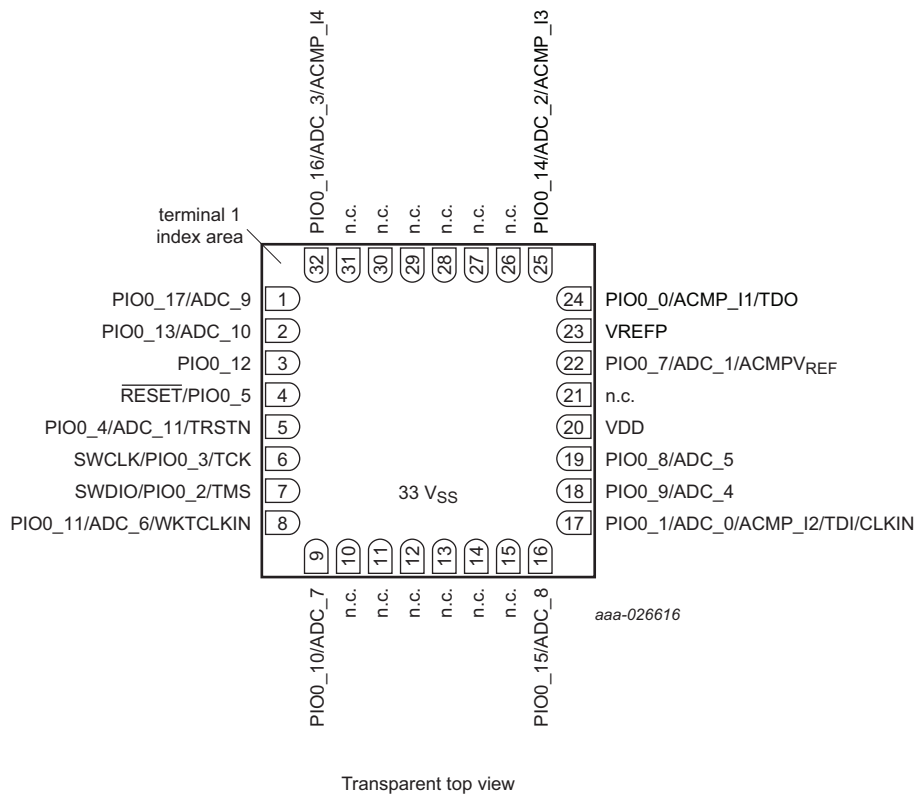 PIO0_16/ADC_3/ACMP_I4
n.c.
n.c.
n.c.
n.c.
n.c.
n.c.
PIO0_14/ADC_2/ACMP_I3
terminal 1
index area
32
31
30
29
28
27
26
25
PIO0_17/ADC_9
1
PIO0_13/ADC_10
2
PIO0_12
3
RESET/PIO0_5
4
PIO0_4/ADC_11/TRSTN
5
SWCLK/PIO0_3/TCK
6
SWDIO/PIO0_2/TMS
7
PIO0_11/ADC_6/WKTCLKIN
8
24 PIO0_0/ACMP_I1/TDO
23 VREFP
22 PIO0_7/ADC_1/ACMPVREF
21 n.c.
20 VDD
19 PIO0_8/ADC_5
18 PIO0_9/ADC_4
17 PIO0_1/ADC_0/ACMP_I2/TDI/CLKIN
33 VSS
9
10
11
12
13
14
15
16
PIO0_10/ADC_7
n.c.
n.c.
n.c.
n.c.
n.c.
n.c.
PIO0_15/ADC_8
aaa-026616
Transparent top view